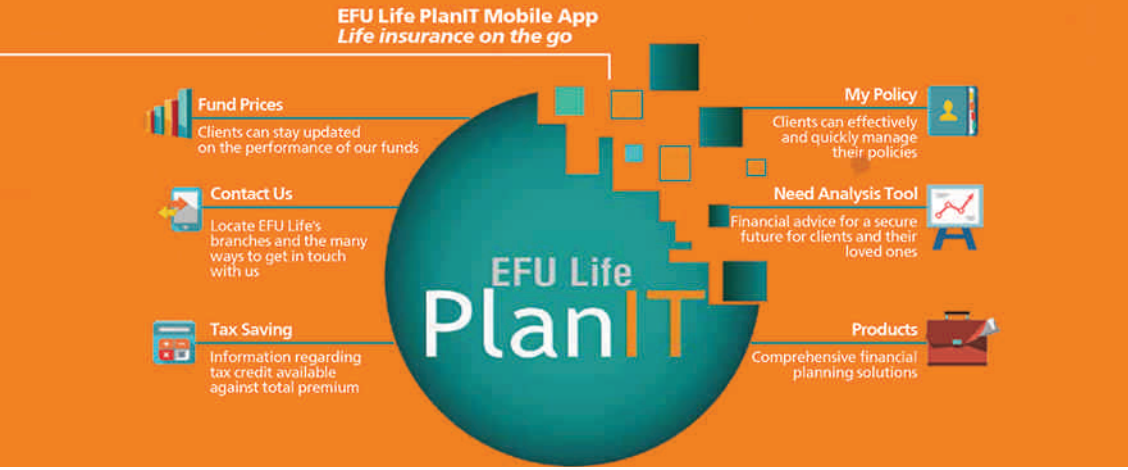 EFU Life PlanIT Mobile App
Life insurance on the go
Fund Prices
Clients can stay updated
on the performance of our funds
Contact Us
Locate EFU Life's
branches and the many
ways to get in touch
with us
Tax Saving
Information regarding
tax credit available
against total premium
EFU Life
PlanIT
My Policy
Clients can effectively
and quickly manage
their policies
Need Analysis Tool
Financial advice for a secure
future for clients and their
loved ones
Products
Comprehensive financial
planning solutions